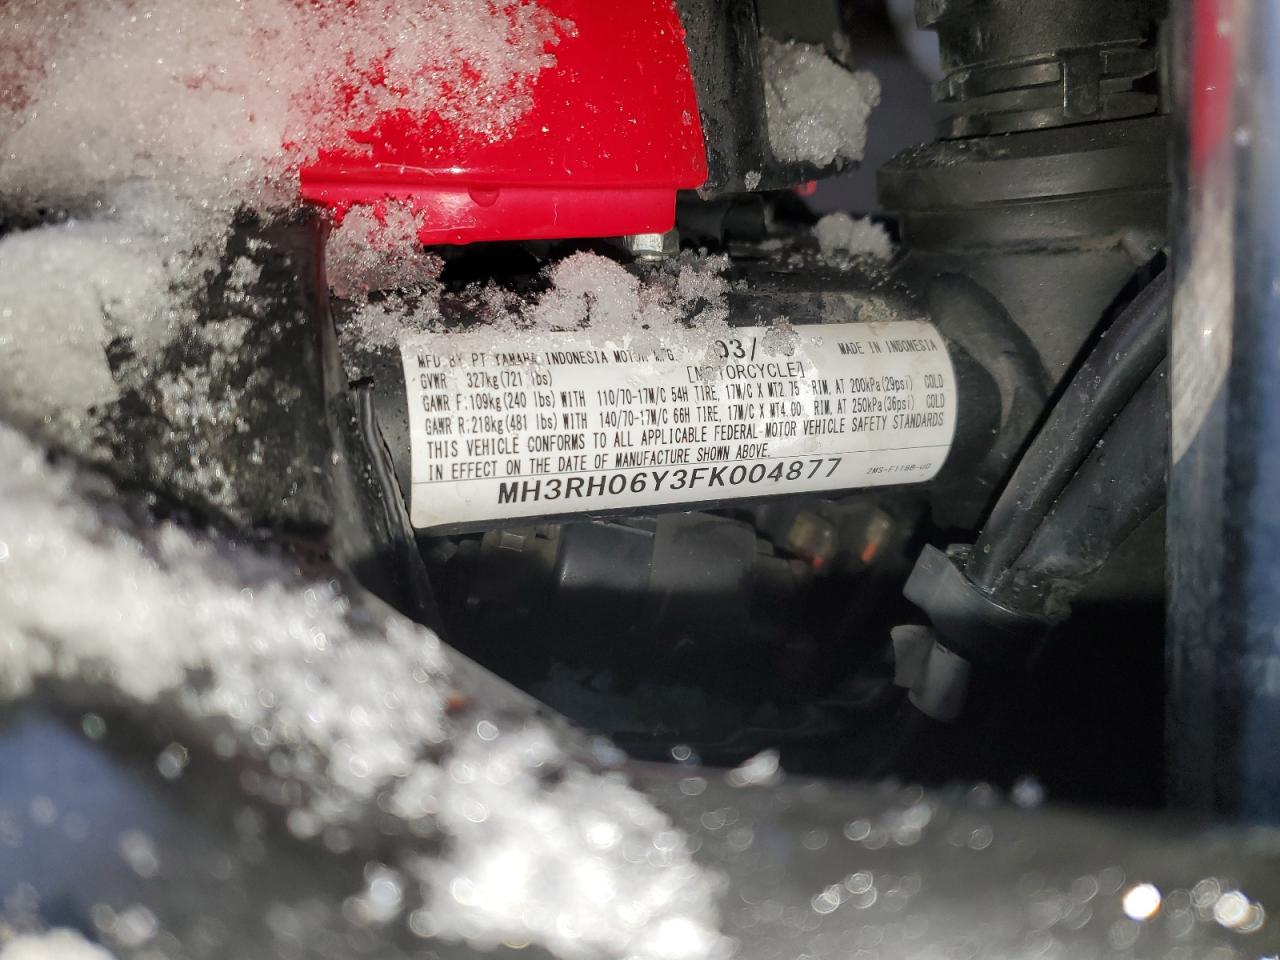 MFD BY PT YAMAHA INDONESIA MOTOR MFG. 03/ MADE IN INDONESIA
GVWR 327kg(721 lbs) [MOTORCYCLE]
GAWR F:109kg(240 lbs) WITH 110/70-17M/C 54H TIRE, 17M/C X MT2.75 RIM, AT 200kPa(29psi) COLD
GAWR R:218kg(481 lbs) WITH 140/70-17M/C 66H TIRE, 17M/C X MT4.00 RIM, AT 250kPa(36psi) COLD
THIS VEHICLE CONFORMS TO ALL APPLICABLE FEDERAL-MOTOR VEHICLE SAFETY STANDARDS
IN EFFECT ON THE DATE OF MANUFACTURE SHOWN ABOVE.
MH3RH06Y3FK004877